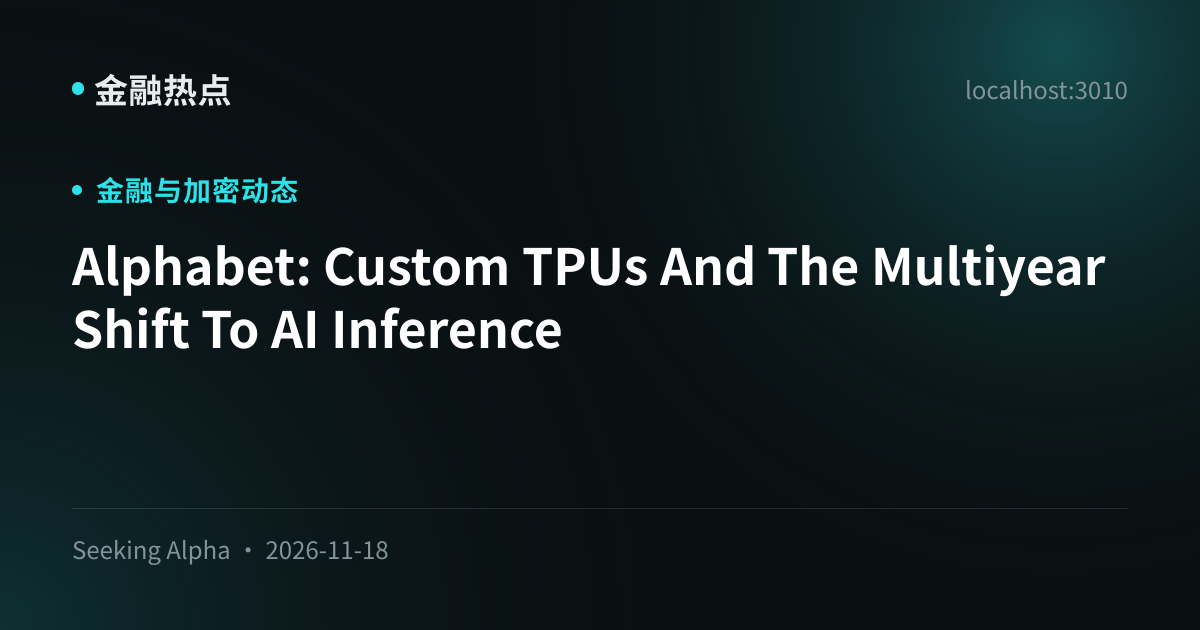 金融热点
localhost:3010
金融与加密动态
Alphabet: Custom TPUs And The Multiyear
Shift To AI Inference
Seeking Alpha · 2026-11-18